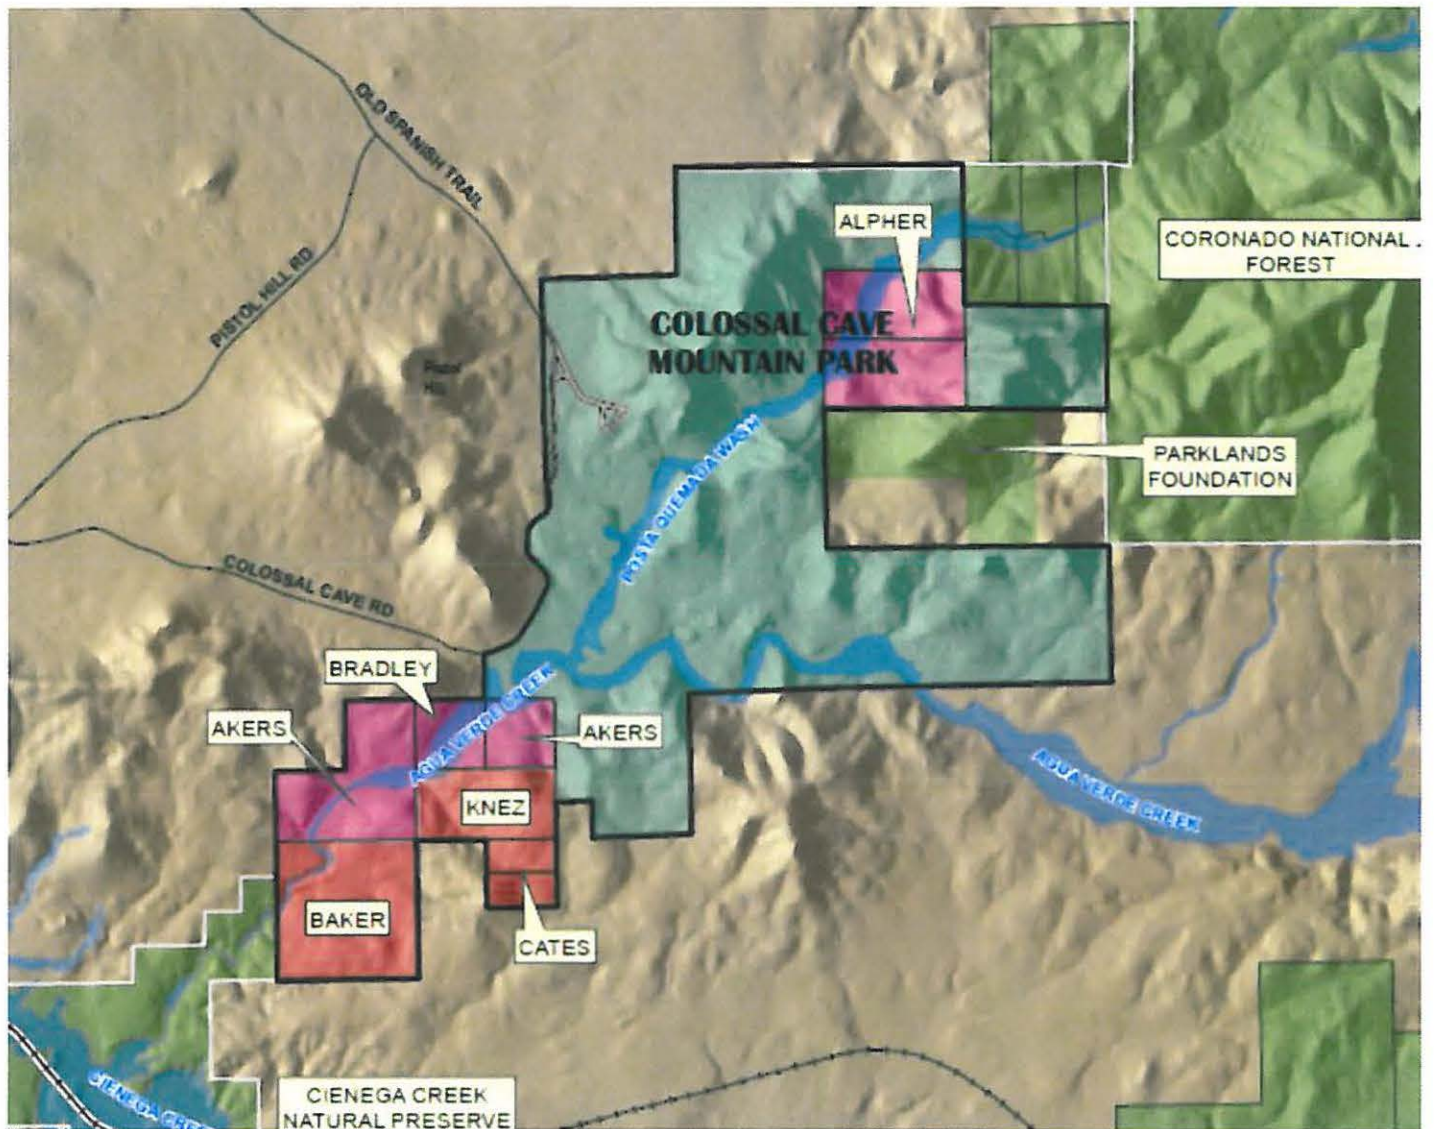 OLD SPANISH TRAIL
ALPHER
CORONADO NATIONAL
FOREST
PISTOL HILL RD
COLOSSAL CAVE
MOUNTAIN PARK
Pistol
Hill
PARKLANDS
FOUNDATION
POSTA QUEMADA WASH
COLOSSAL CAVE RD
BRADLEY
AKERS
AKERS
AGUA VERDE CREEK
AGUA VERDE CREEK
KNEZ
BAKER
CATES
CIENEGA CREEK
CIENEGA CREEK
NATURAL PRESERVE